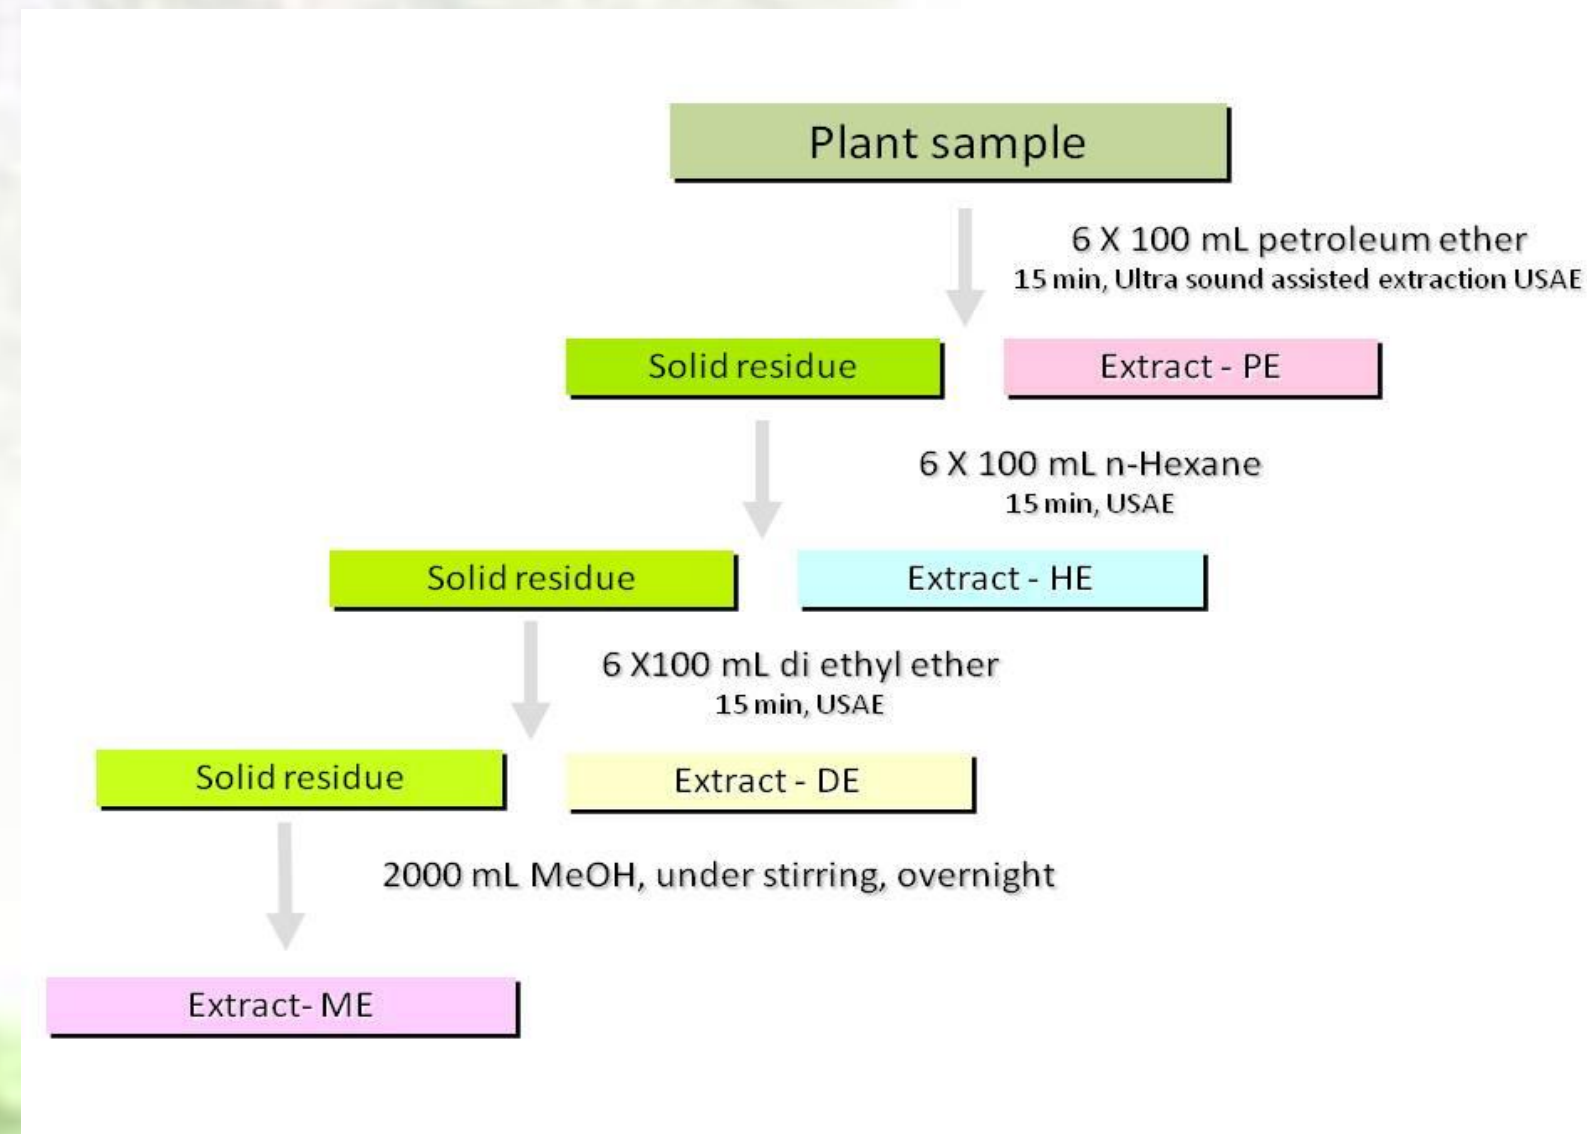 Plant sample
6 X 100 mL petroleum ether
15 min, Ultra sound assisted extraction USAE
Solid residue
Extract - PE
6 X 100 mL n-Hexane
15 min, USAE
Solid residue
Extract - HE
6 X100 mL di ethyl ether
15 min, USAE
Solid residue
Extract - DE
2000 mL MeOH, under stirring, overnight
Extract- ME